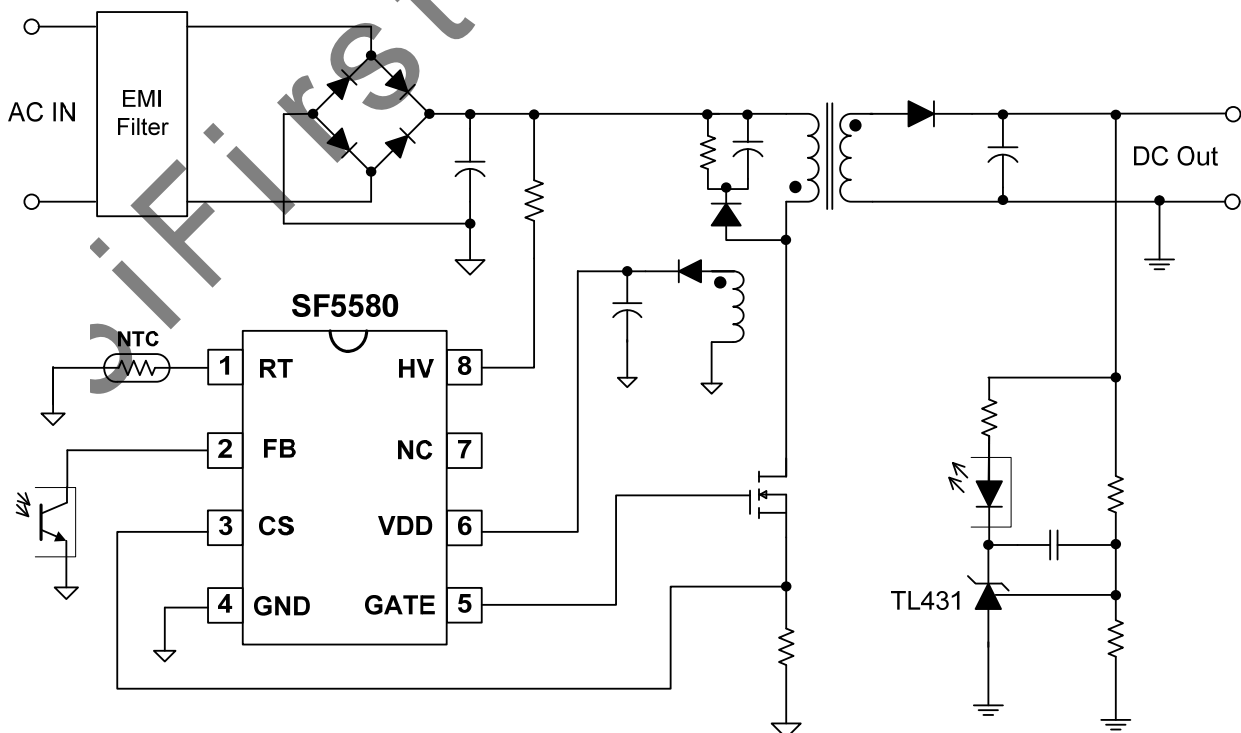 AC IN
EMI
Filter
DC Out
SF5580
NTC
1 RT
HV 8
2 FB
NC 7
3 CS
VDD 6
4 GND
GATE 5
TL431
iFirst